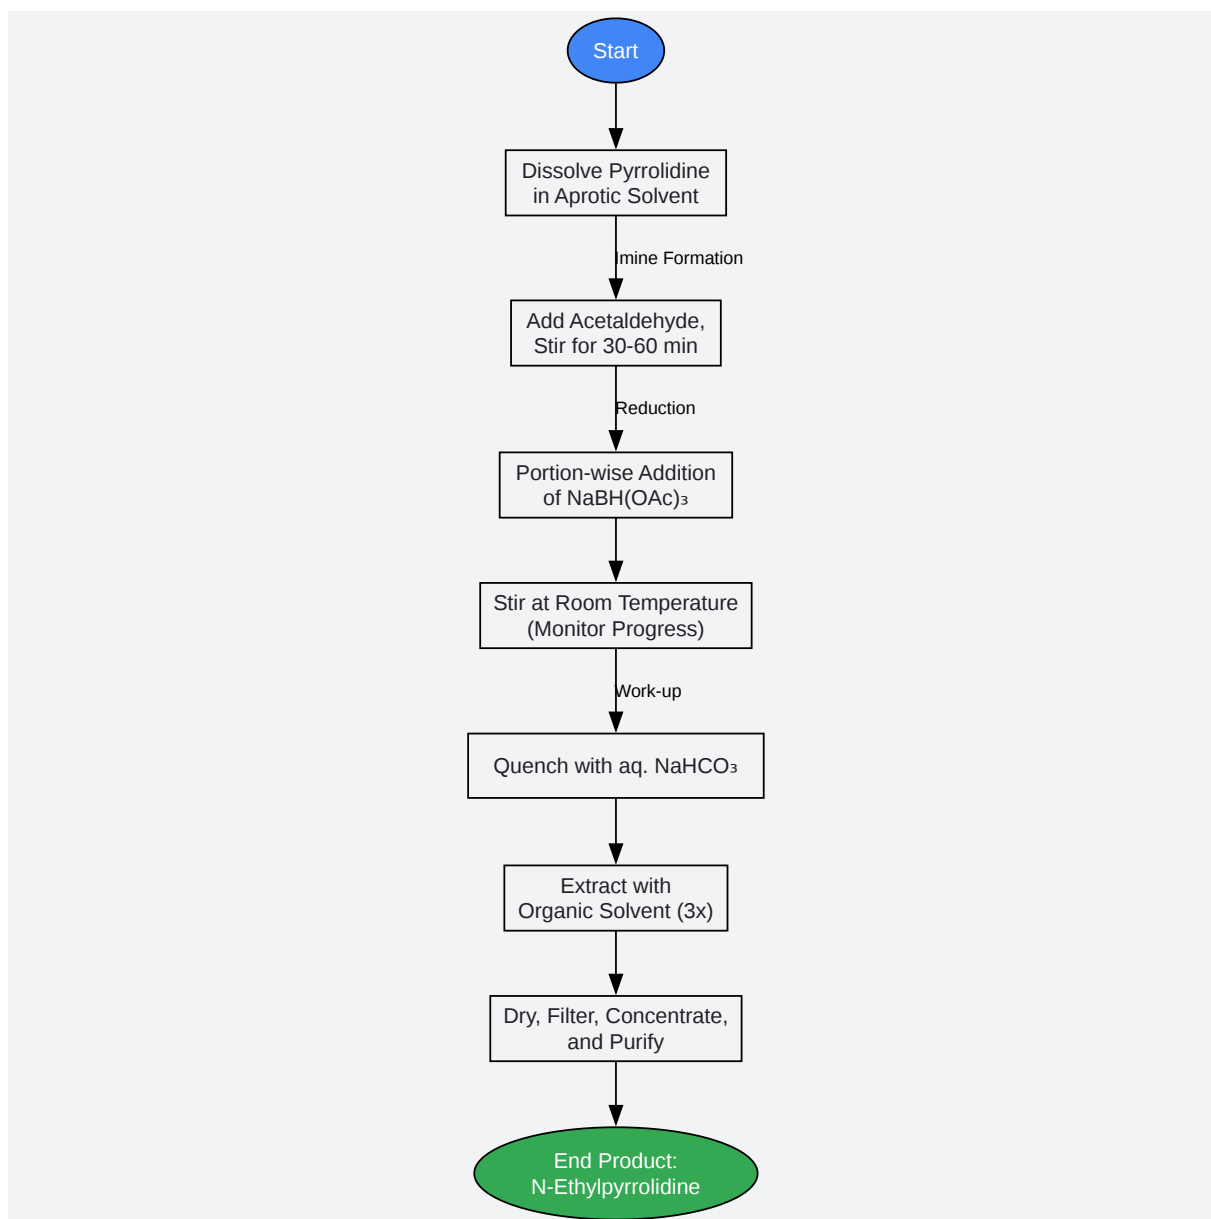 Start
Dissolve Pyrrolidine
in Aprotic Solvent
Imine Formation
Add Acetaldehyde,
Stir for 30-60 min
Reduction
Portion-wise Addition
of NaBH(OAc)₃
Stir at Room Temperature
(Monitor Progress)
Work-up
Quench with aq. NaHCO₃
Extract with
Organic Solvent (3x)
Dry, Filter, Concentrate,
and Purify
End Product:
N-Ethylpyrrolidine